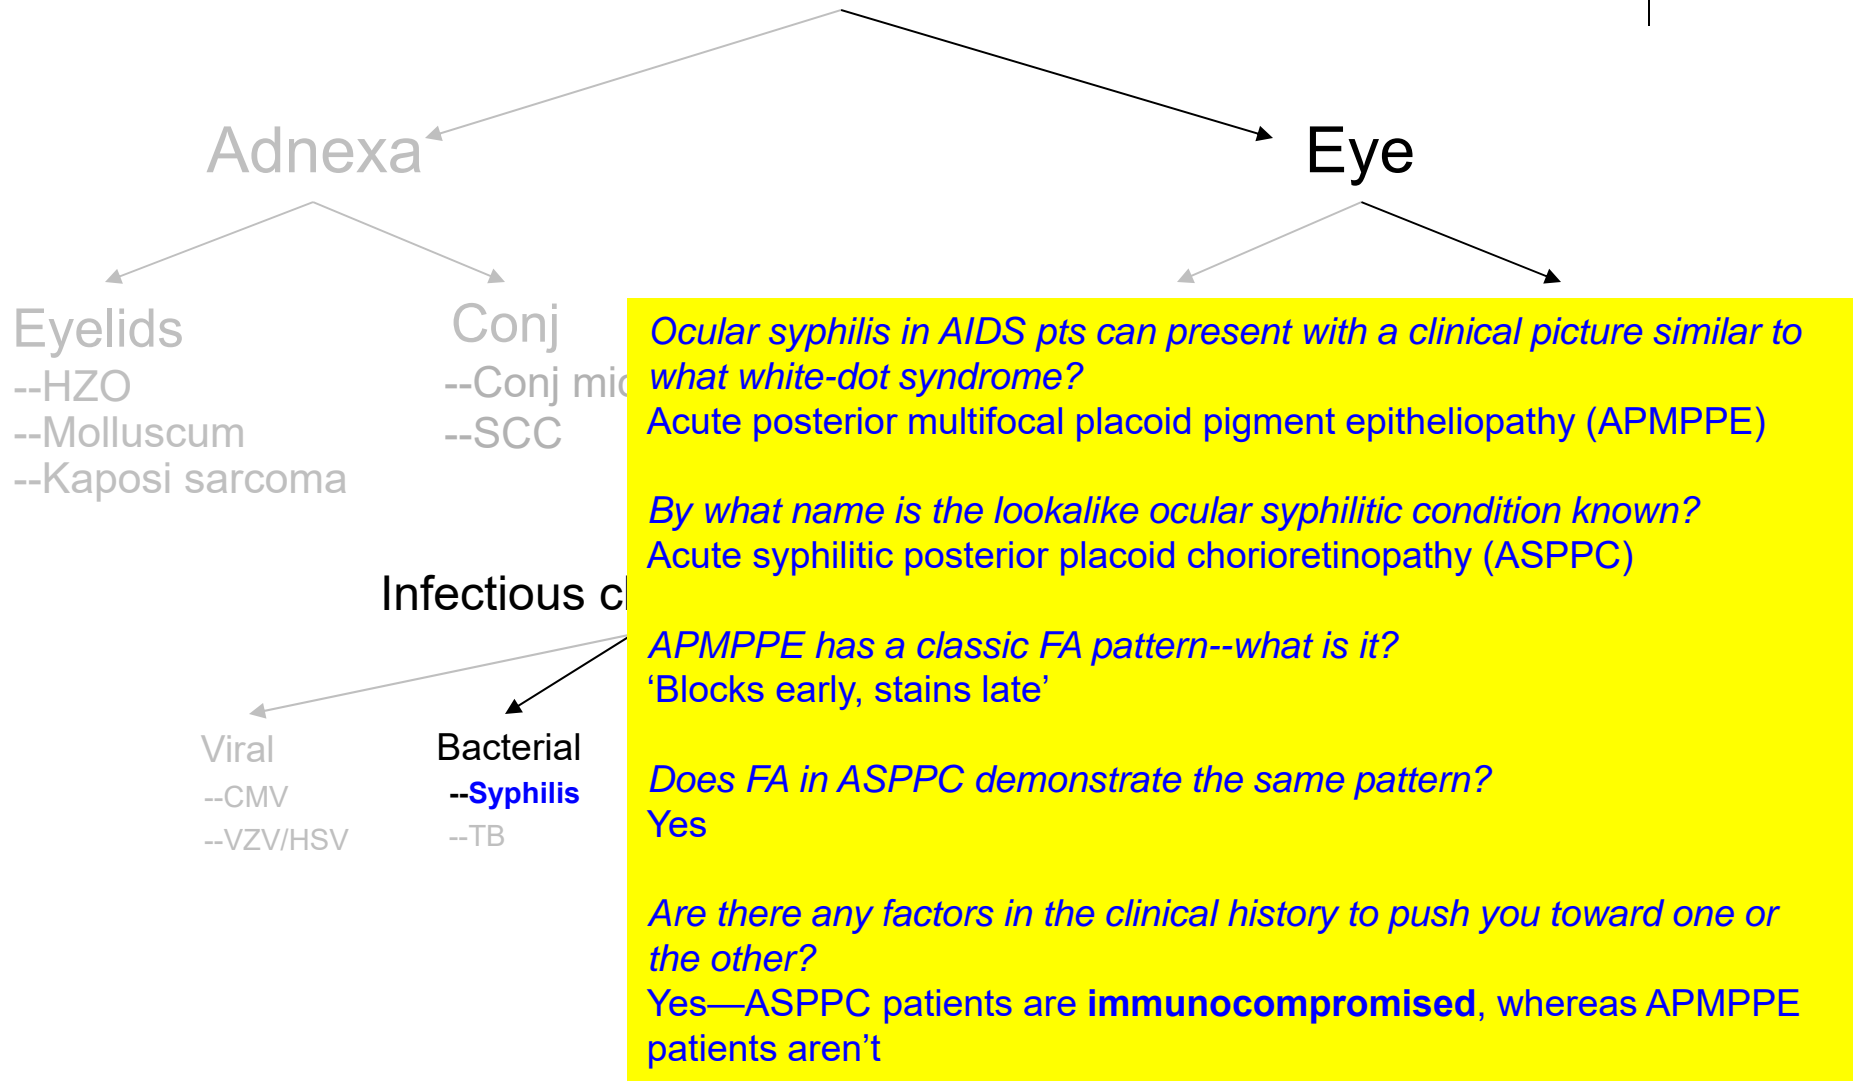 Adnexa
Eye
Eyelids
--HZO
--Molluscum
--Kaposi sarcoma
Conj
--Conj
--SCC
Ocular syphilis in AIDS pts can present with a clinical picture similar to
what white-dot syndrome?
Acute posterior multifocal placoid pigment epitheliopathy (APMPPE)
By what name is the lookalike ocular syphilitic condition known?
Acute syphilitic posterior placoid chorioretinopathy (ASPPC)
APMPPE has a classic FA pattern--what is it?
‘Blocks early, stains late’
Does FA in ASPPC demonstrate the same pattern?
Yes
Are there any factors in the clinical history to push you toward one or
the other?
Yes—ASPPC patients are immunocompromised, whereas APMPPE
patients aren’t
Infectious
Viral
--CMV
--VZV/HSV
Bacterial
--Syphilis
--TB